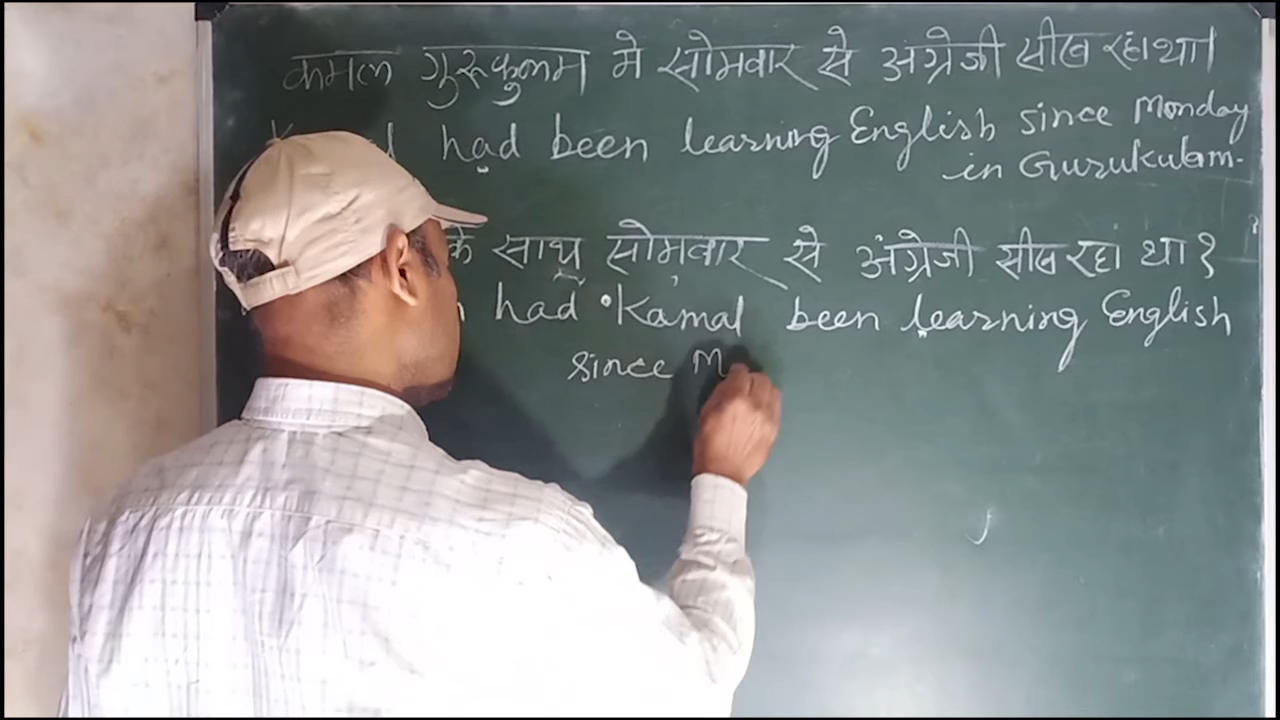 कमल गुरूकुलम मे सोमवार से अंग्रेजी सीख रहा था।
had been learning English since Monday
in Gurukulam.
के साथ सोमवार से अंग्रेजी सीख रहा था?
had Kamal been learning English
since M